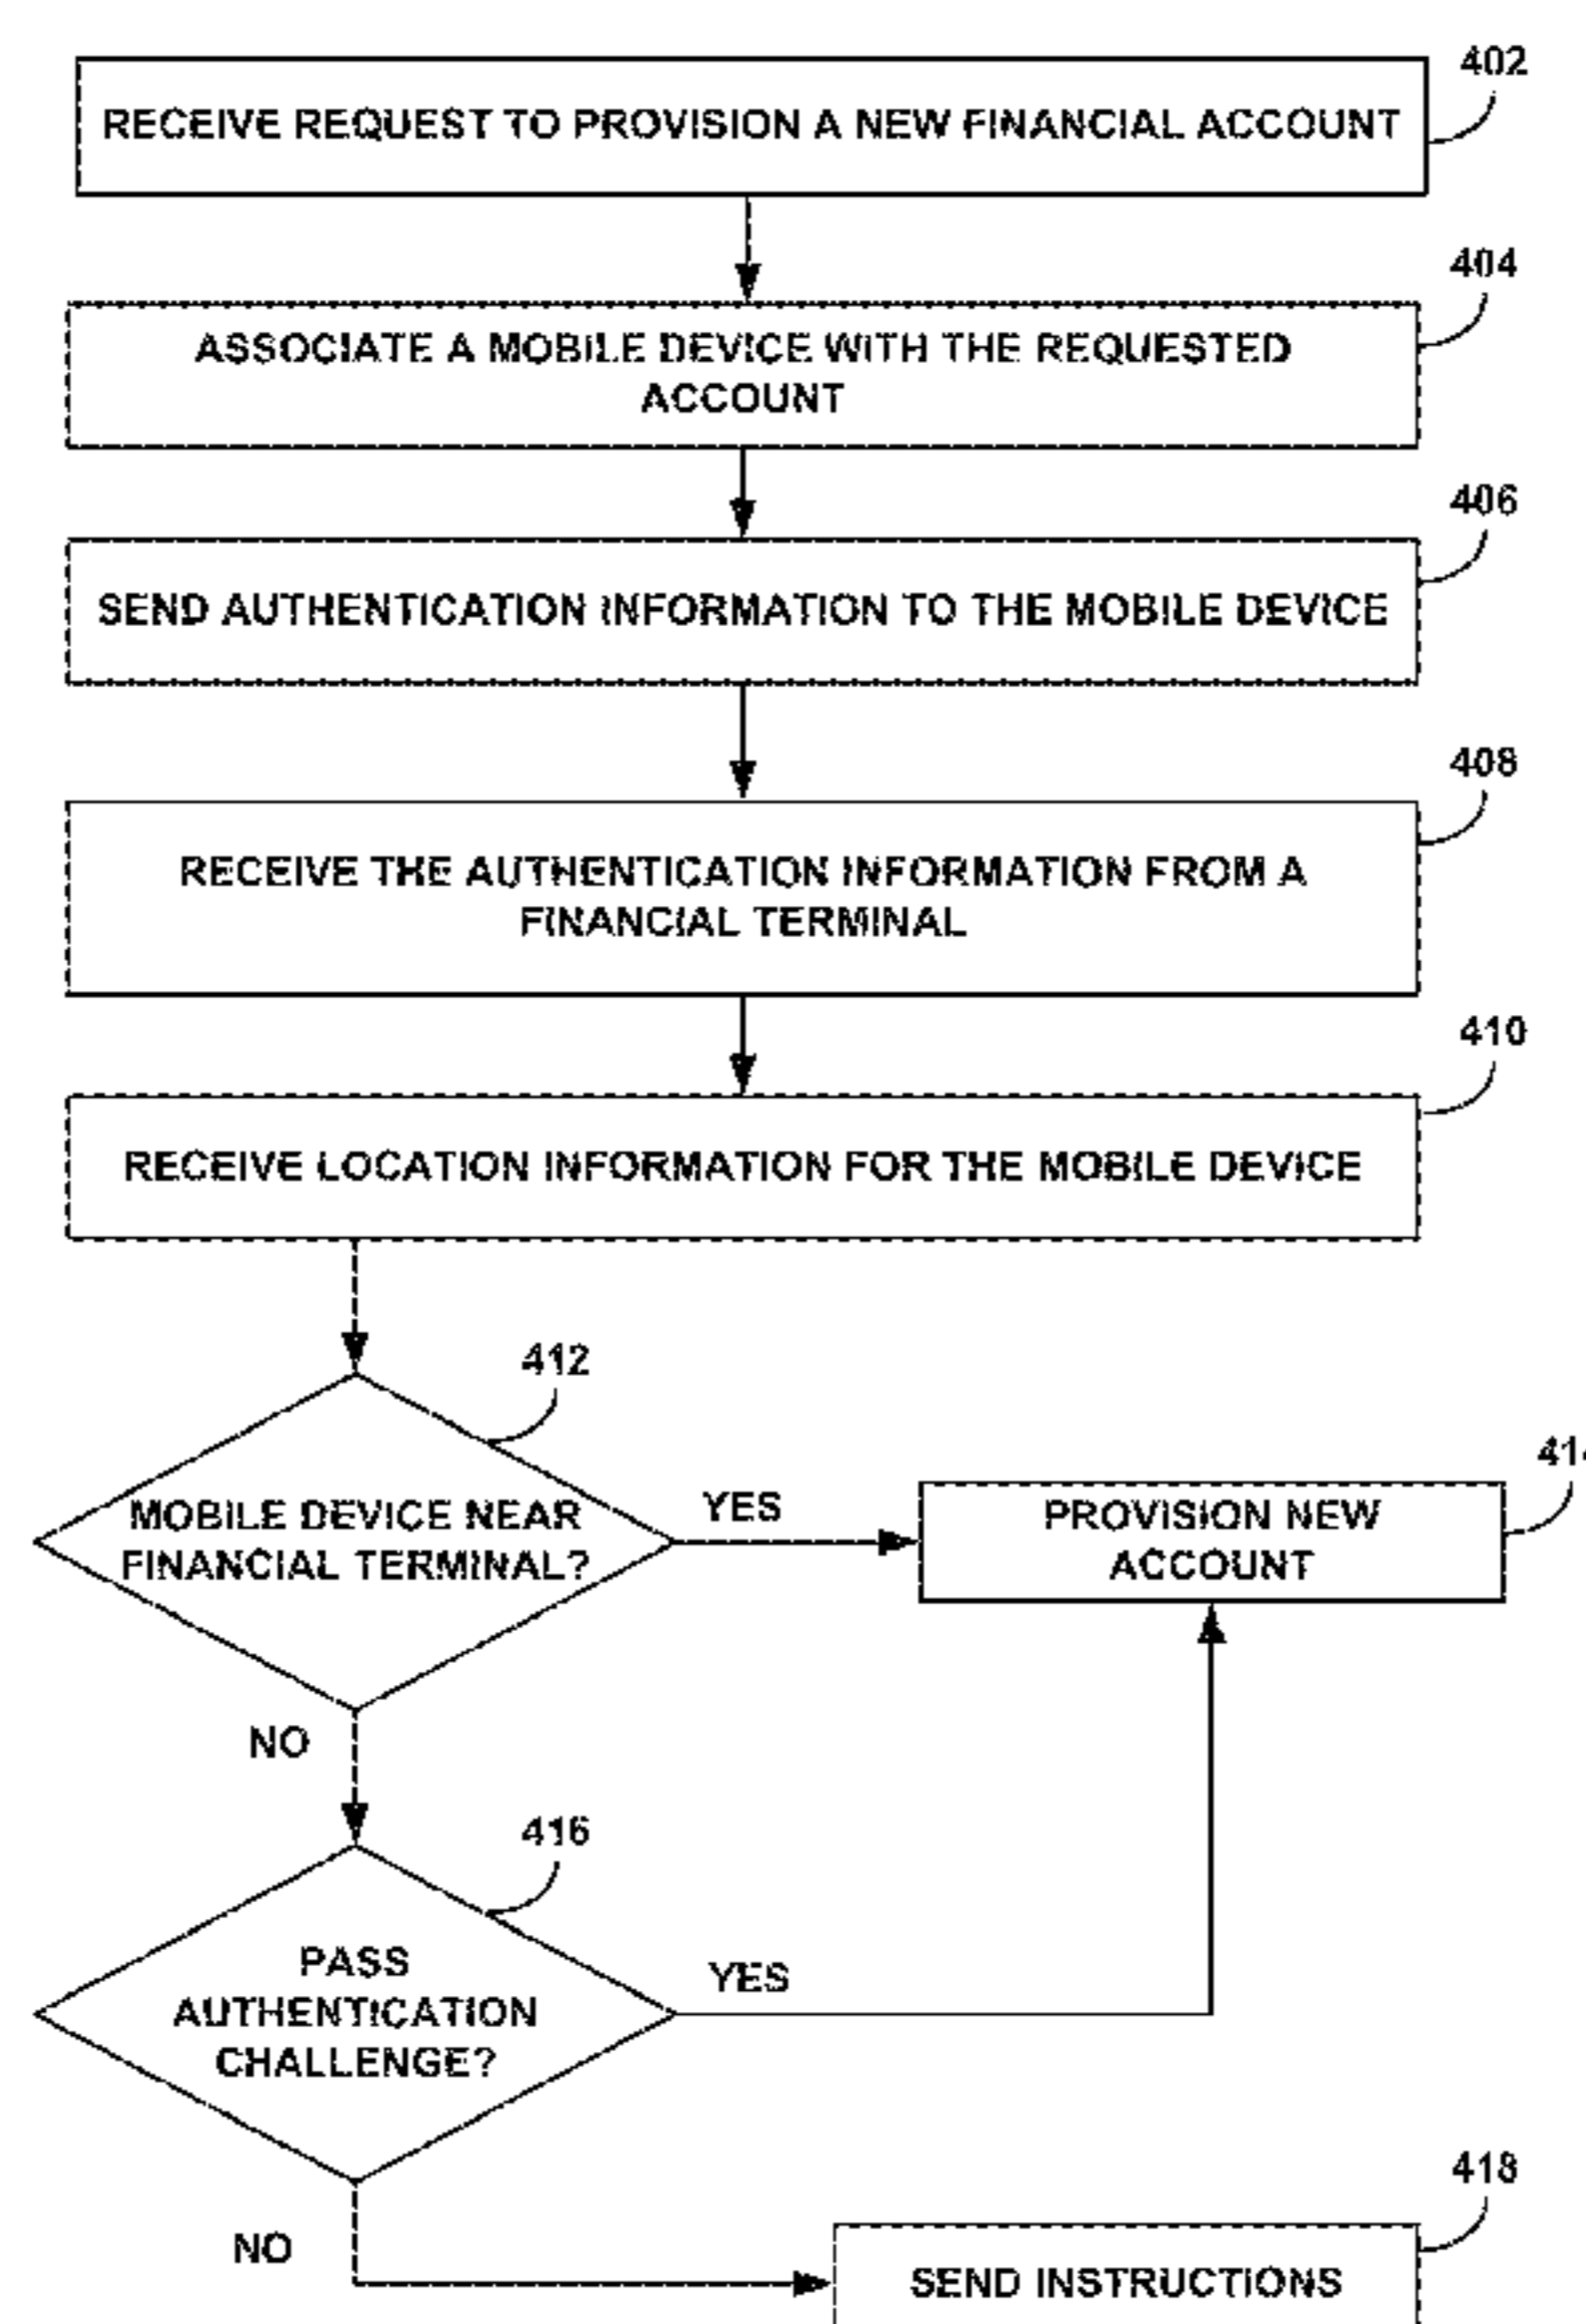 402
RECEIVE REQUEST TO PROVISION A NEW FINANCIAL ACCOUNT
404
ASSOCIATE A MOBILE DEVICE WITH THE REQUESTED
ACCOUNT
406
SEND AUTHENTICATION INFORMATION TO THE MOBILE DEVICE
408
RECEIVE THE AUTHENTICATION INFORMATION FROM A
FINANCIAL TERMINAL
410
RECEIVE LOCATION INFORMATION FOR THE MOBILE DEVICE
412
MOBILE DEVICE NEAR
FINANCIAL TERMINAL?
YES
414
PROVISION NEW
ACCOUNT
NO
416
PASS
AUTHENTICATION
CHALLENGE?
YES
NO
418
SEND INSTRUCTIONS